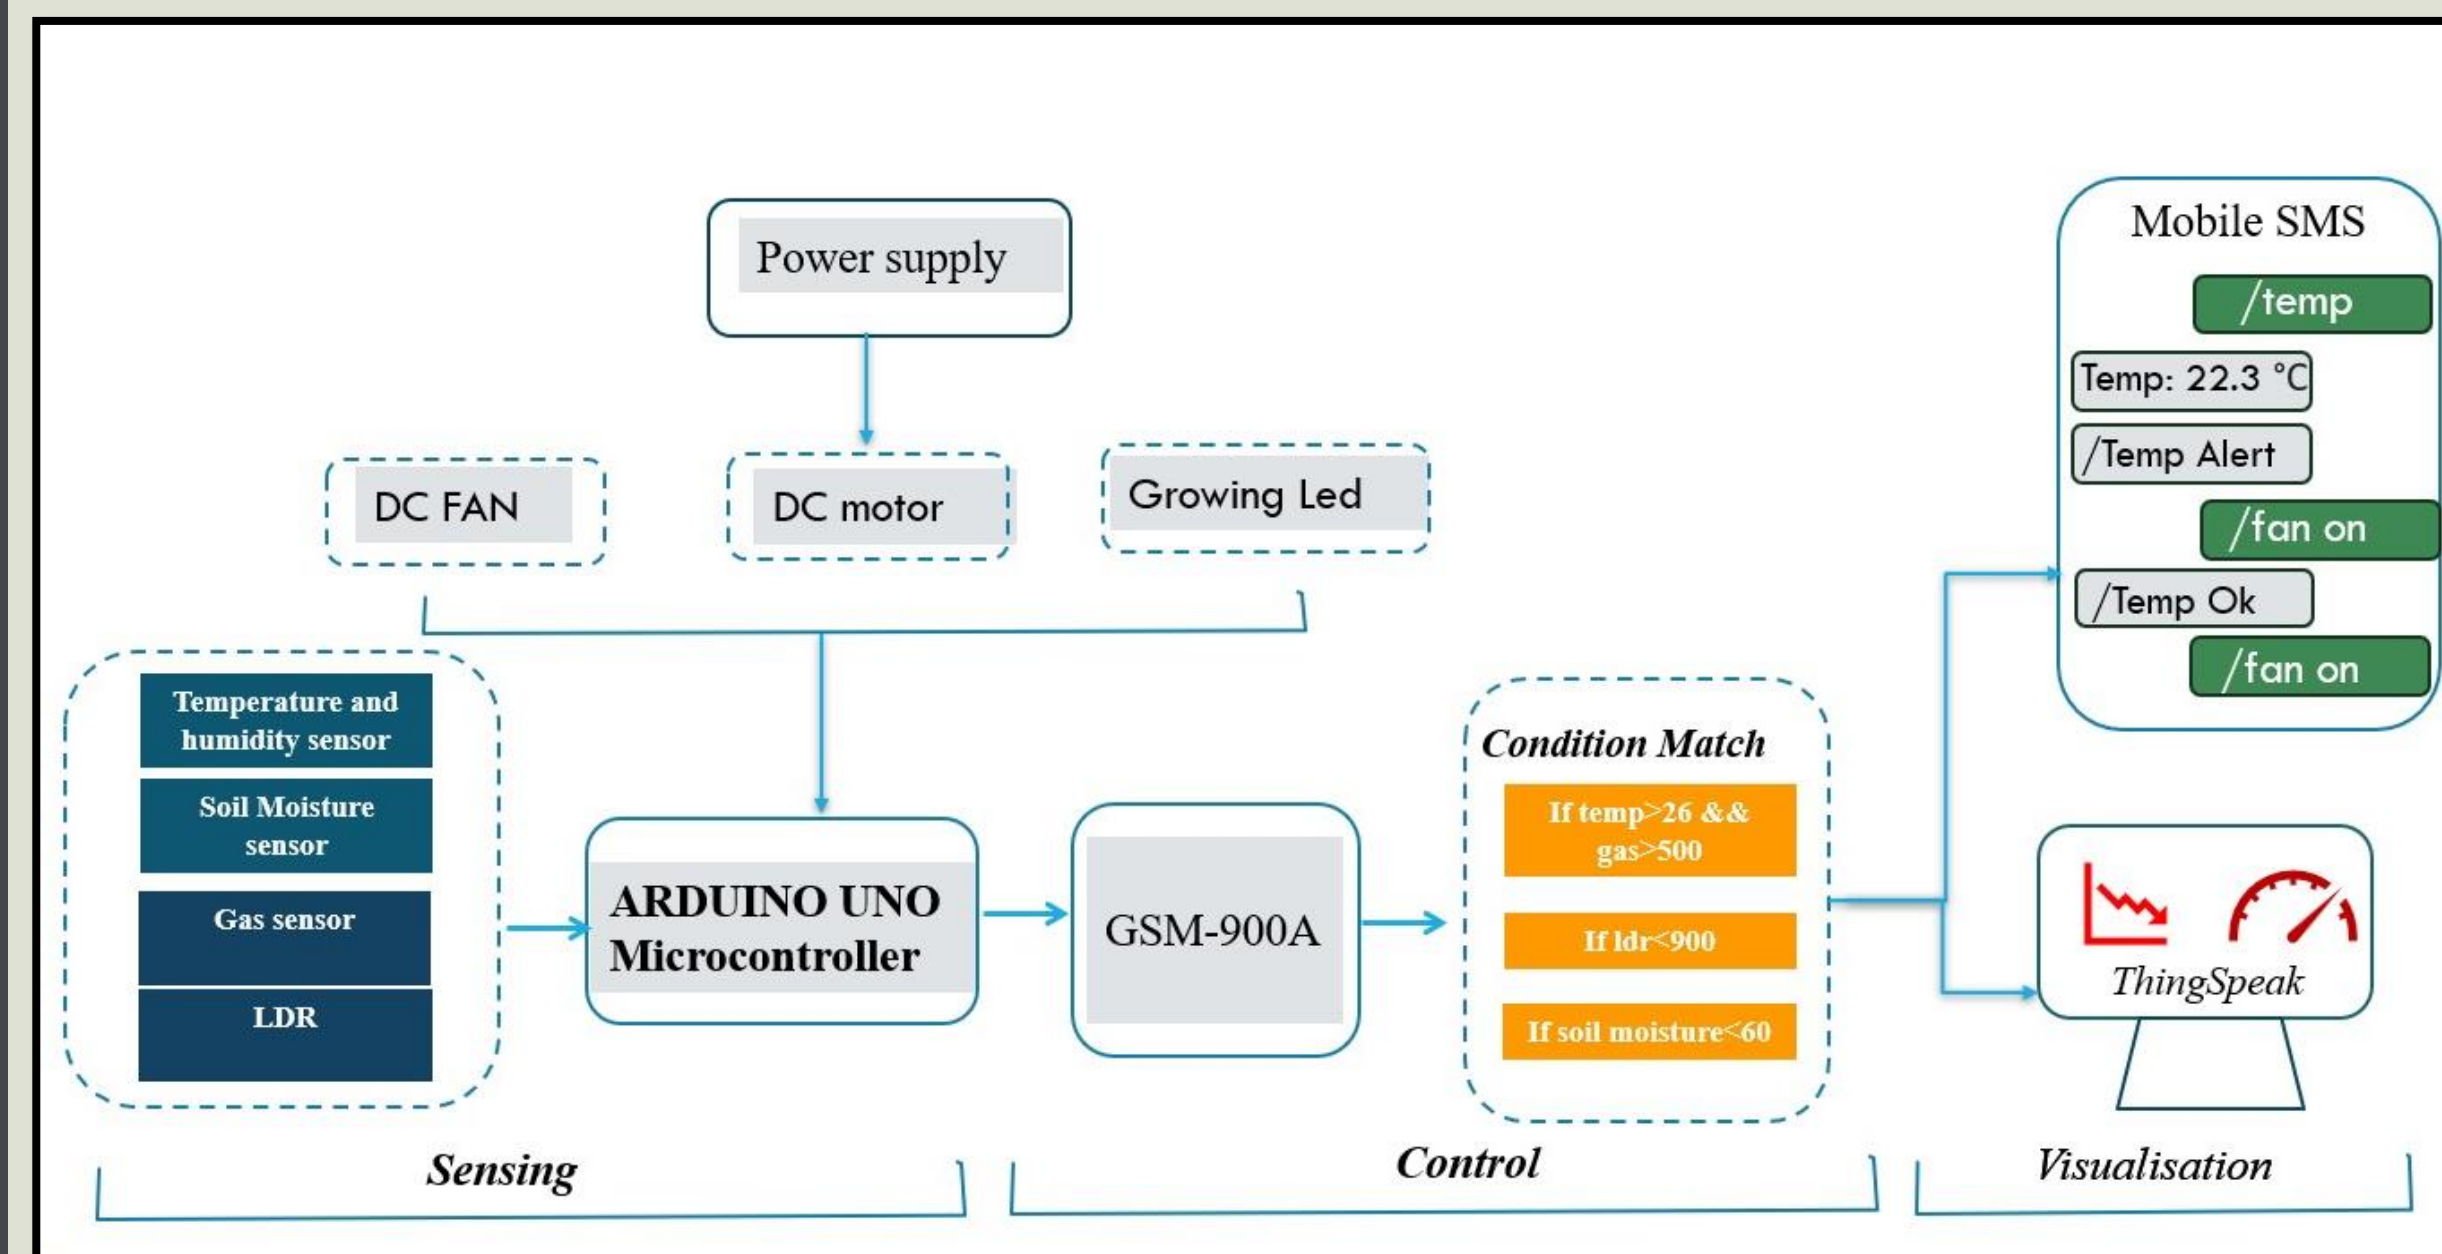 Power supply
DC FAN
DC motor
Growing Led
Temperature and
humidity sensor
Soil Moisture
sensor
Gas sensor
LDR
ARDUINO UNO
Microcontroller
GSM-900A
Condition Match
If temp>26 &&
gas>500
If ldr<900
If soil moisture<60
Mobile SMS
/temp
Temp: 22.3 °C
/Temp Alert
/fan on
/Temp Ok
/fan on
ThingSpeak
Sensing
Control
Visualisation